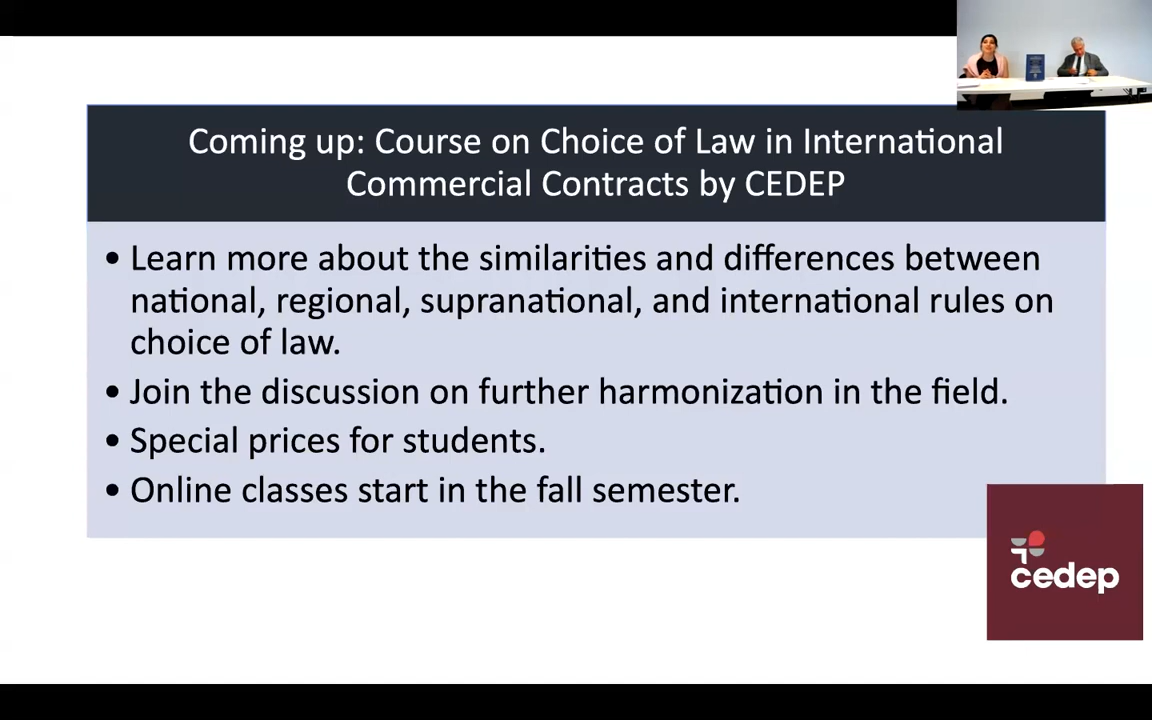 Coming up: Course on Choice of Law in International
Commercial Contracts by CEDEP
• Learn more about the similarities and differences between
national, regional, supranational, and international rules on
choice of law.
• Join the discussion on further harmonization in the field.
• Special prices for students.
• Online classes start in the fall semester.
cedep